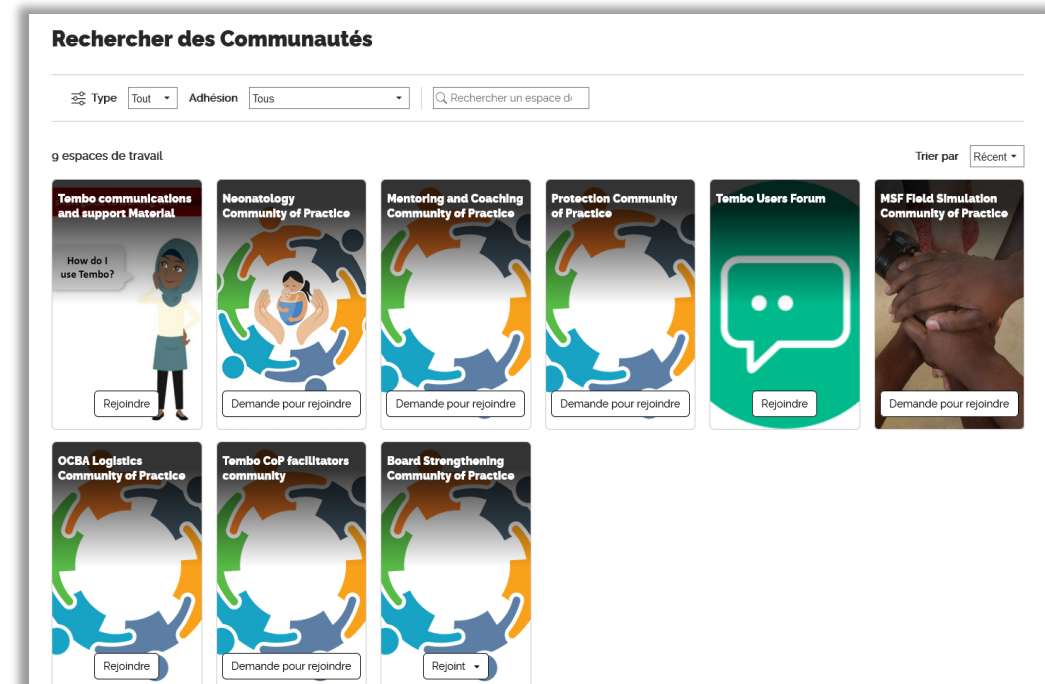 Rechercher des Communautés
Type Tout Adhésion Tous Rechercher un espace de
9 espaces de travail
Trier par Récent
Tembo communications
and support Material
How do I
use Tembo?
Rejoindre
Neonatology
Community of Practice
Demande pour rejoindre
Mentoring and Coaching
Community of Practice
Demande pour rejoindre
Protection Community
of Practice
Demande pour rejoindre
Tembo Users Forum
Rejoindre
MSF Field Simulation
Community of Practice
Demande pour rejoindre
OCBA Logistics
Community of Practice
Rejoindre
Tembo CoP facilitators
community
Demande pour rejoindre
Board Strengthening
Community of Practice
Rejoint